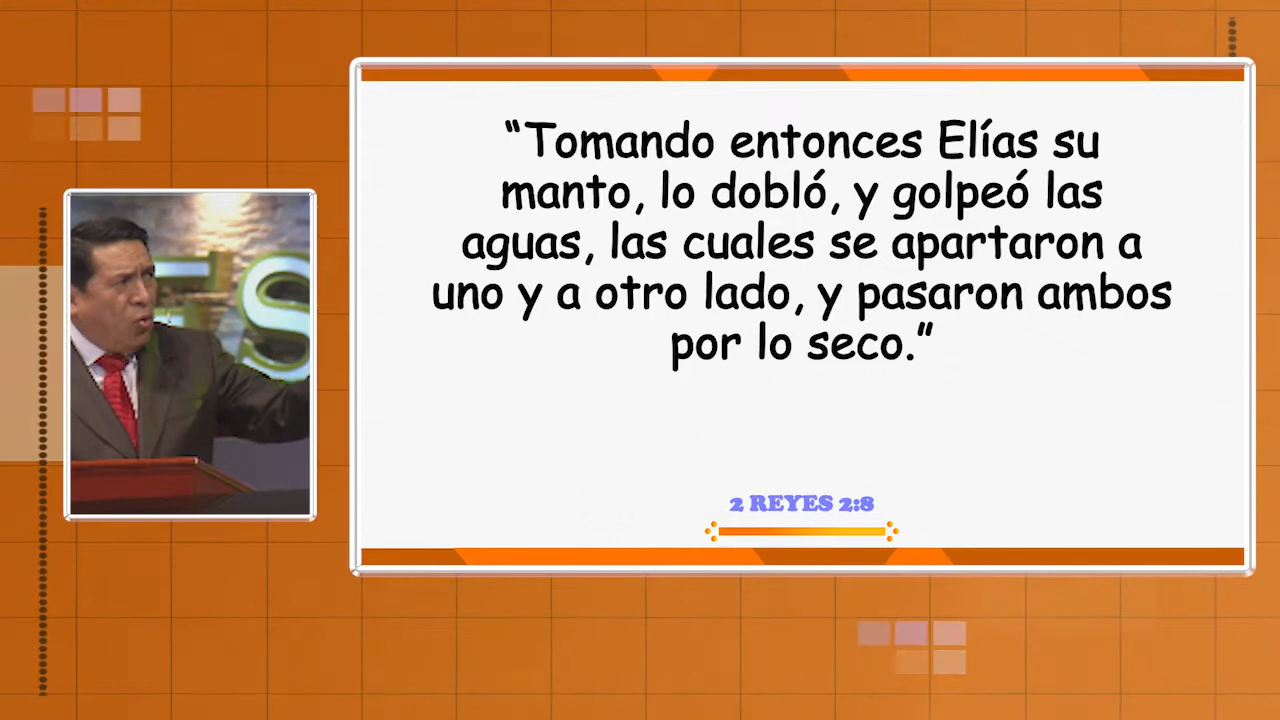 “Tomando entonces Elías su
manto, lo dobló, y golpeó las
aguas, las cuales se apartaron a
uno y a otro lado, y pasaron ambos
por lo seco.”
2 REYES 2:8
ES